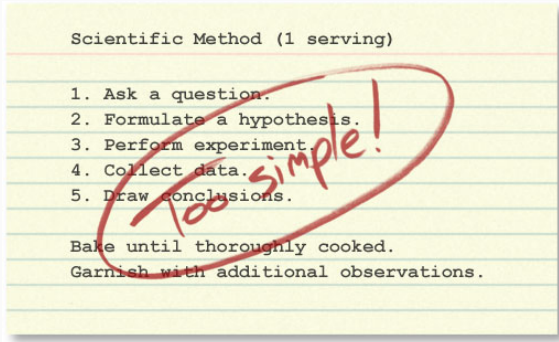 Scientific Method (1 serving)
1. Ask a question.
2. Formulate a hypothesis.
3. Perform experiment.
4. Collect data.
5. Draw conclusions.
Too simple!
Bake until thoroughly cooked.
Garnish with additional observations.